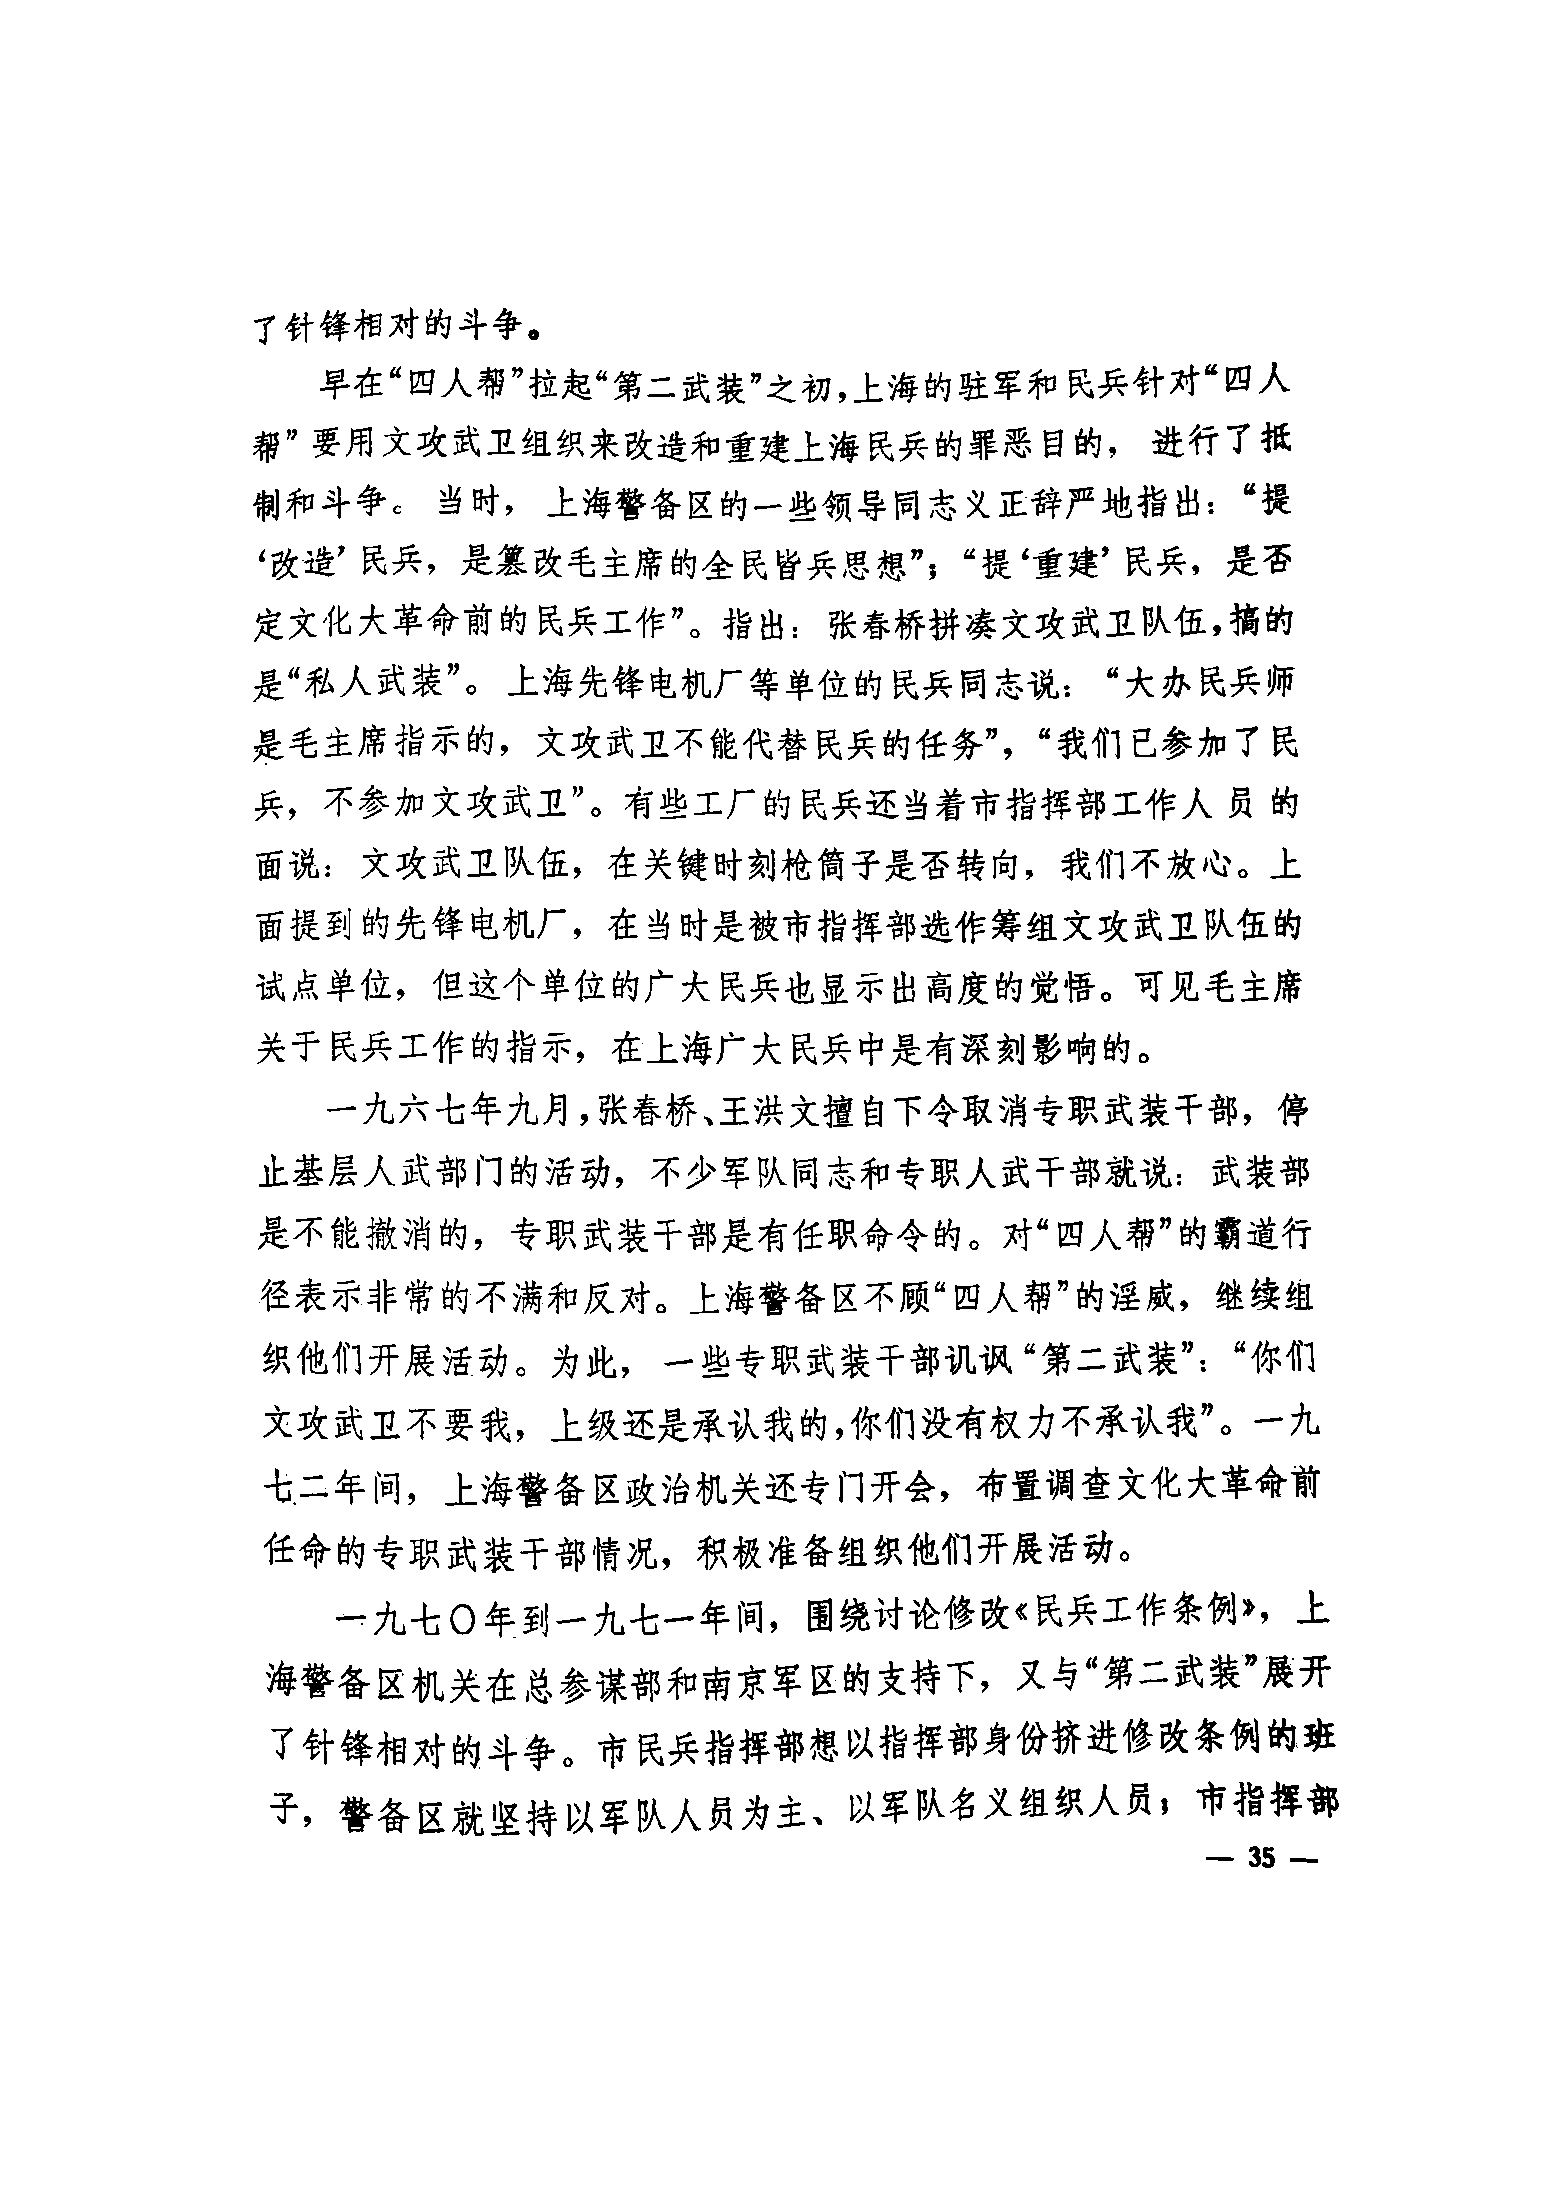 了针锋相对的斗争。
早在“四人帮”拉起“第二武装”之初，上海的驻军和民兵针对“四人
帮”要用文攻武卫组织来改造和重建上海民兵的罪恶目的，进行了抵
制和斗争。当时，上海警备区的一些领导同志义正辞严地指出：“提
‘改造’民兵，是篡改毛主席的全民皆兵思想”；“提‘重建’民兵，是否
定文化大革命前的民兵工作”。指出：张春桥拼凑文攻武卫队伍，搞的
是“私人武装”。上海先锋电机厂等单位的民兵同志说：“大办民兵师
是毛主席指示的，文攻武卫不能代替民兵的任务”，“我们已参加了民
兵，不参加文攻武卫”。有些工厂的民兵还当着市指挥部工作人员的
面说：文攻武卫队伍，在关键时刻枪筒子是否转向，我们不放心。上
面提到的先锋电机厂，在当时是被市指挥部选作筹组文攻武卫队伍的
试点单位，但这个单位的广大民兵也显示出高度的觉悟。可见毛主席
关于民兵工作的指示，在上海广大民兵中是有深刻影响的。
一九六七年九月，张春桥、王洪文擅自下令取消专职武装干部，停
止基层人武部门的活动，不少军队同志和专职人武干部就说：武装部
是不能撤消的，专职武装干部是有任职命令的。对“四人帮”的霸道行
径表示非常的不满和反对。上海警备区不顾“四人帮”的淫威，继续组
织他们开展活动。为此，一些专职武装干部讥讽“第二武装”：“你们
文攻武卫不要我，上级还是承认我的，你们没有权力不承认我”。一九
七二年间，上海警备区政治机关还专门开会，布置调查文化大革命前
任命的专职武装干部情况，积极准备组织他们开展活动。
一九七〇年到一九七一年间，围绕讨论修改《民兵工作条例》，上
海警备区机关在总参谋部和南京军区的支持下，又与“第二武装”展开
了针锋相对的斗争。市民兵指挥部想以指挥部身份挤进修改条例的班
子，警备区就坚持以军队人员为主、以军队名义组织人员；市指挥部
— 35 —